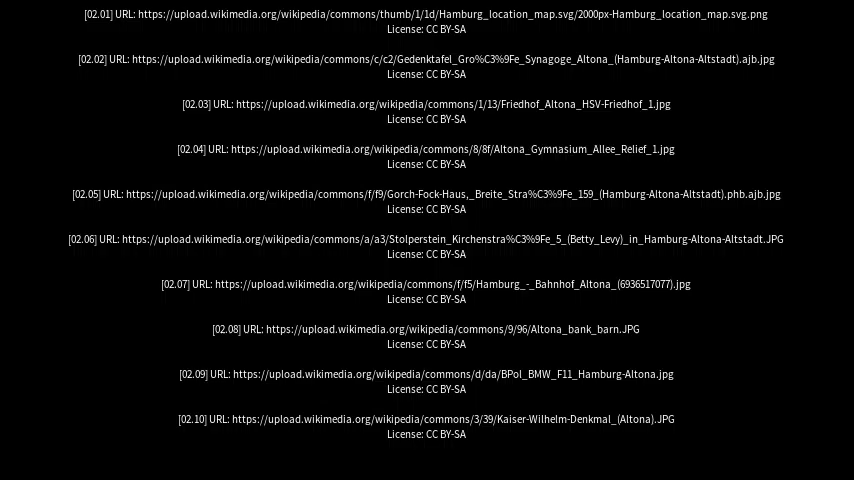 [02.01] URL: https://upload.wikimedia.org/wikipedia/commons/thumb/1/1d/Hamburg_location_map.svg/2000px-Hamburg_location_map.svg.png
License: CC BY-SA
[02.02] URL: https://upload.wikimedia.org/wikipedia/commons/c/c2/Gedenktafel_Gro%C3%9Fe_Synagoge_Altona_(Hamburg-Altona-Altstadt).ajb.jpg
License: CC BY-SA
[02.03] URL: https://upload.wikimedia.org/wikipedia/commons/1/13/Friedhof_Altona_HSV-Friedhof_1.jpg
License: CC BY-SA
[02.04] URL: https://upload.wikimedia.org/wikipedia/commons/8/8f/Altona_Gymnasium_Allee_Relief_1.jpg
License: CC BY-SA
[02.05] URL: https://upload.wikimedia.org/wikipedia/commons/f/f9/Gorch-Fock-Haus,_Breite_Stra%C3%9Fe_159_(Hamburg-Altona-Altstadt).phb.ajb.jpg
License: CC BY-SA
[02.06] URL: https://upload.wikimedia.org/wikipedia/commons/a/a3/Stolperstein_Kirchenstra%C3%9Fe_5_(Betty_Levy)_in_Hamburg-Altona-Altstadt.JPG
License: CC BY-SA
[02.07] URL: https://upload.wikimedia.org/wikipedia/commons/f/f5/Hamburg_-_Bahnhof_Altona_(6936517077).jpg
License: CC BY-SA
[02.08] URL: https://upload.wikimedia.org/wikipedia/commons/9/96/Altona_bank_barn.JPG
License: CC BY-SA
[02.09] URL: https://upload.wikimedia.org/wikipedia/commons/d/da/BPol_BMW_F11_Hamburg-Altona.jpg
License: CC BY-SA
[02.10] URL: https://upload.wikimedia.org/wikipedia/commons/3/39/Kaiser-Wilhelm-Denkmal_(Altona).JPG
License: CC BY-SA